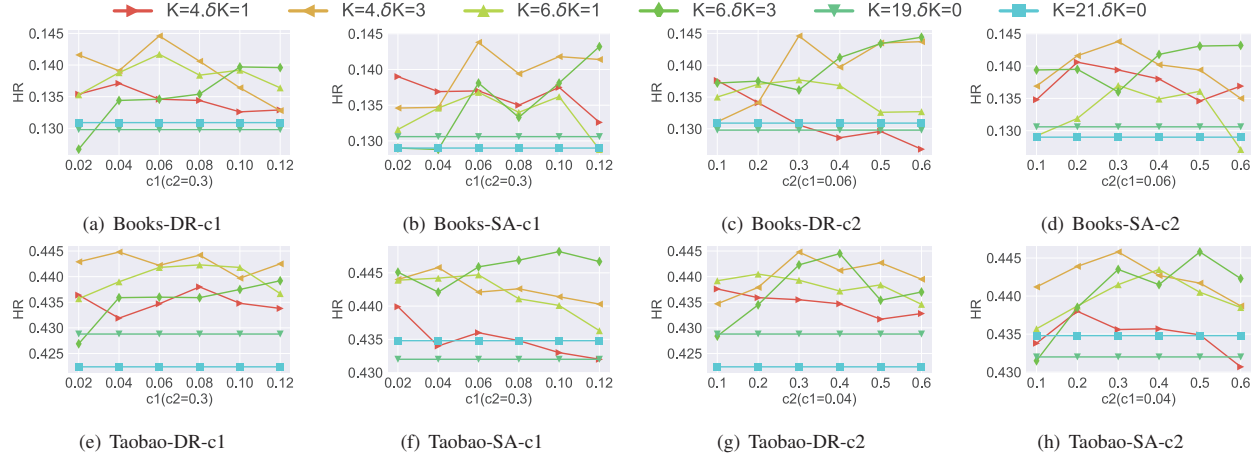 K=4,δK=1 K=4,δK=3 K=6,δK=1 K=6,δK=3 K=19,δK=0 K=21,δK=0
0.145
0.140
0.135
0.130
HR
0.02 0.04 0.06 0.08 0.10 0.12
c1(c2=0.3)
(a) Books-DR-c1
0.145
0.140
0.135
0.130
HR
0.02 0.04 0.06 0.08 0.10 0.12
c1(c2=0.3)
(b) Books-SA-c1
0.145
0.140
0.135
0.130
HR
0.1 0.2 0.3 0.4 0.5 0.6
c2(c1=0.06)
(c) Books-DR-c2
0.145
0.140
0.135
0.130
HR
0.1 0.2 0.3 0.4 0.5 0.6
c2(c1=0.06)
(d) Books-SA-c2
0.445
0.440
0.435
0.430
0.425
HR
0.02 0.04 0.06 0.08 0.10 0.12
c1(c2=0.3)
(e) Taobao-DR-c1
0.445
0.440
0.435
0.430
HR
0.02 0.04 0.06 0.08 0.10 0.12
c1(c2=0.3)
(f) Taobao-SA-c1
0.445
0.440
0.435
0.430
0.425
HR
0.1 0.2 0.3 0.4 0.5 0.6
c2(c1=0.04)
(g) Taobao-DR-c2
0.445
0.440
0.435
0.430
HR
0.1 0.2 0.3 0.4 0.5 0.6
c2(c1=0.04)
(h) Taobao-SA-c2